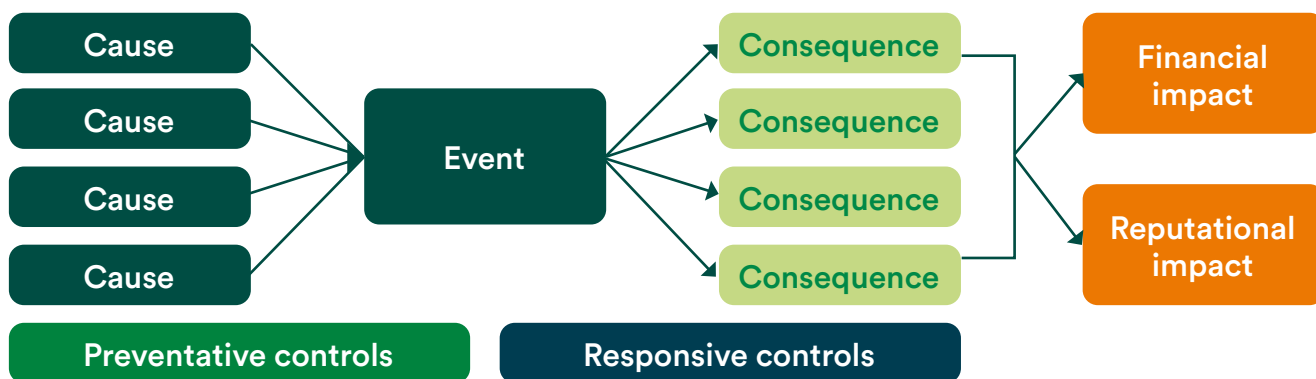 Cause
Cause
Cause
Cause
Event
Consequence
Consequence
Consequence
Consequence
Financial
impact
Reputational
impact
Preventative controls
Responsive controls